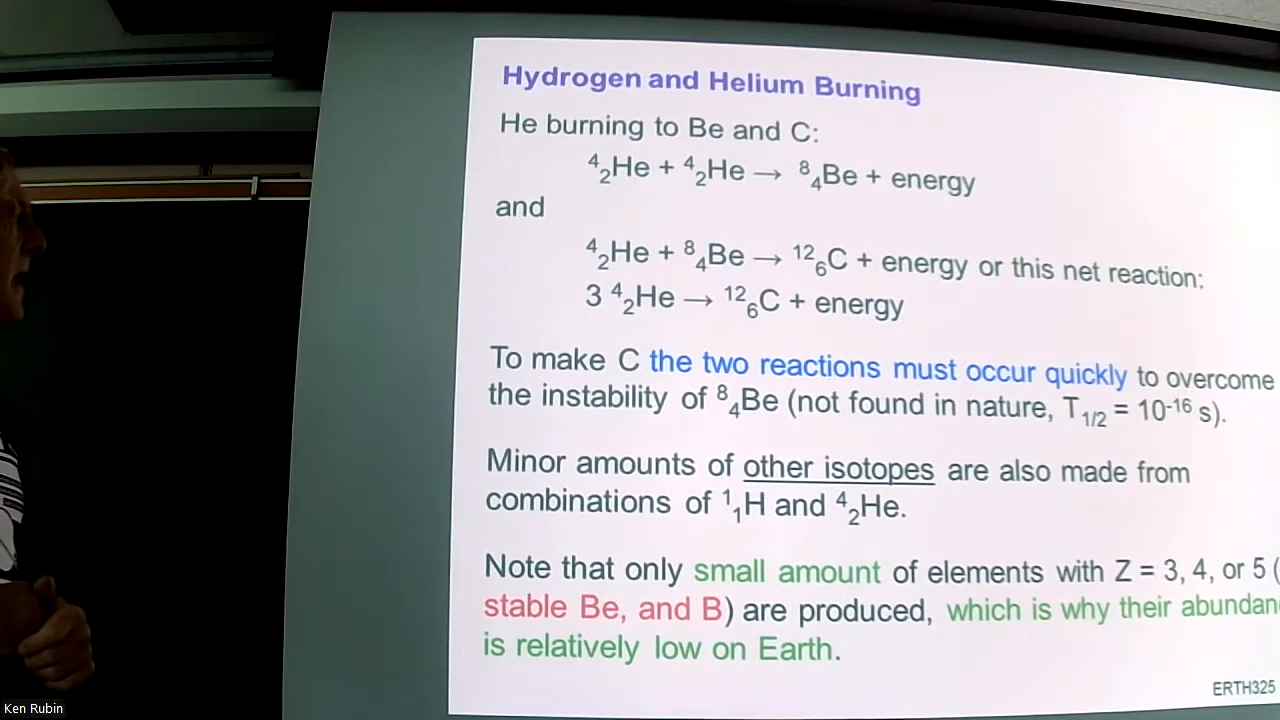 Hydrogen and Helium Burning
He burning to Be and C:
⁴₂He + ⁴₂He → ⁸₄Be + energy
and
⁴₂He + ⁸₄Be → ¹²₆C + energy or this net reaction:
3 ⁴₂He → ¹²₆C + energy
To make C the two reactions must occur quickly to overcome
the instability of ⁸₄Be (not found in nature, T₁/₂ = 10⁻¹⁶ s).
Minor amounts of other isotopes are also made from
combinations of ¹₁H and ⁴₂He.
Note that only small amount of elements with Z = 3, 4, or 5 (
stable Be, and B) are produced, which is why their abundan
is relatively low on Earth.
ERTH325
Ken Rubin